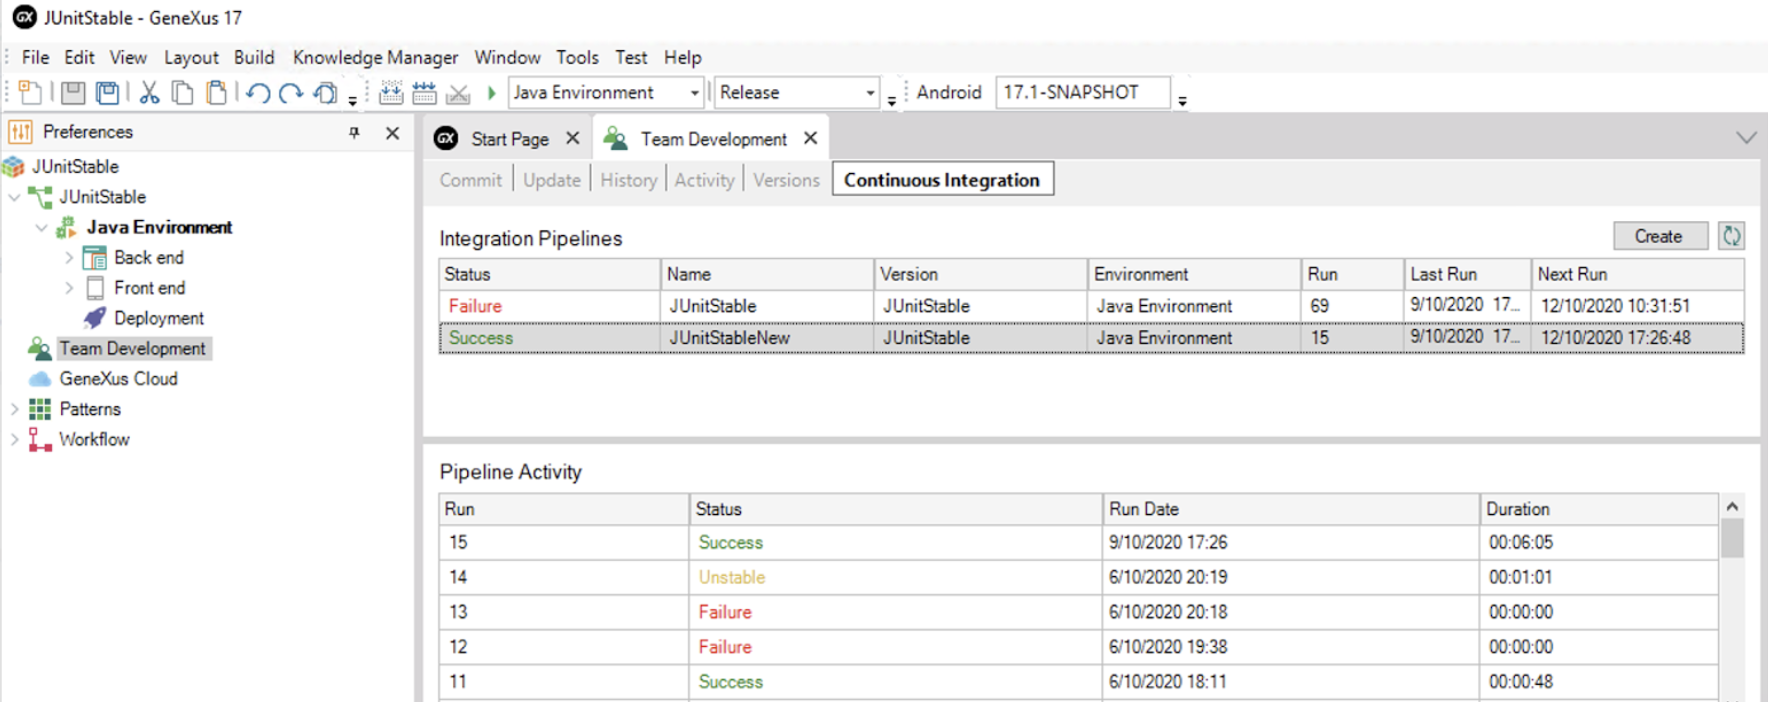 JUnitStable - GeneXus 17
File Edit View Layout Build Knowledge Manager Window Tools Test Help
Java Environment Release Android 17.1-SNAPSHOT
Preferences
JUnitStable
JUnitStable
Java Environment
Back end
Front end
Deployment
Team Development
GeneXus Cloud
Patterns
Workflow
GX Start Page Team Development
Commit Update History Activity Versions Continuous Integration
Integration Pipelines Create
Status Name Version Environment Run Last Run Next Run
Failure JUnitStable JUnitStable Java Environment 69 9/10/2020 17... 12/10/2020 10:31:51
Success JUnitStableNew JUnitStable Java Environment 15 9/10/2020 17... 12/10/2020 17:26:48
Pipeline Activity
Run Status Run Date Duration
15 Success 9/10/2020 17:26 00:06:05
14 Unstable 6/10/2020 20:19 00:01:01
13 Failure 6/10/2020 20:18 00:00:00
12 Failure 6/10/2020 19:38 00:00:00
11 Success 6/10/2020 18:11 00:00:48